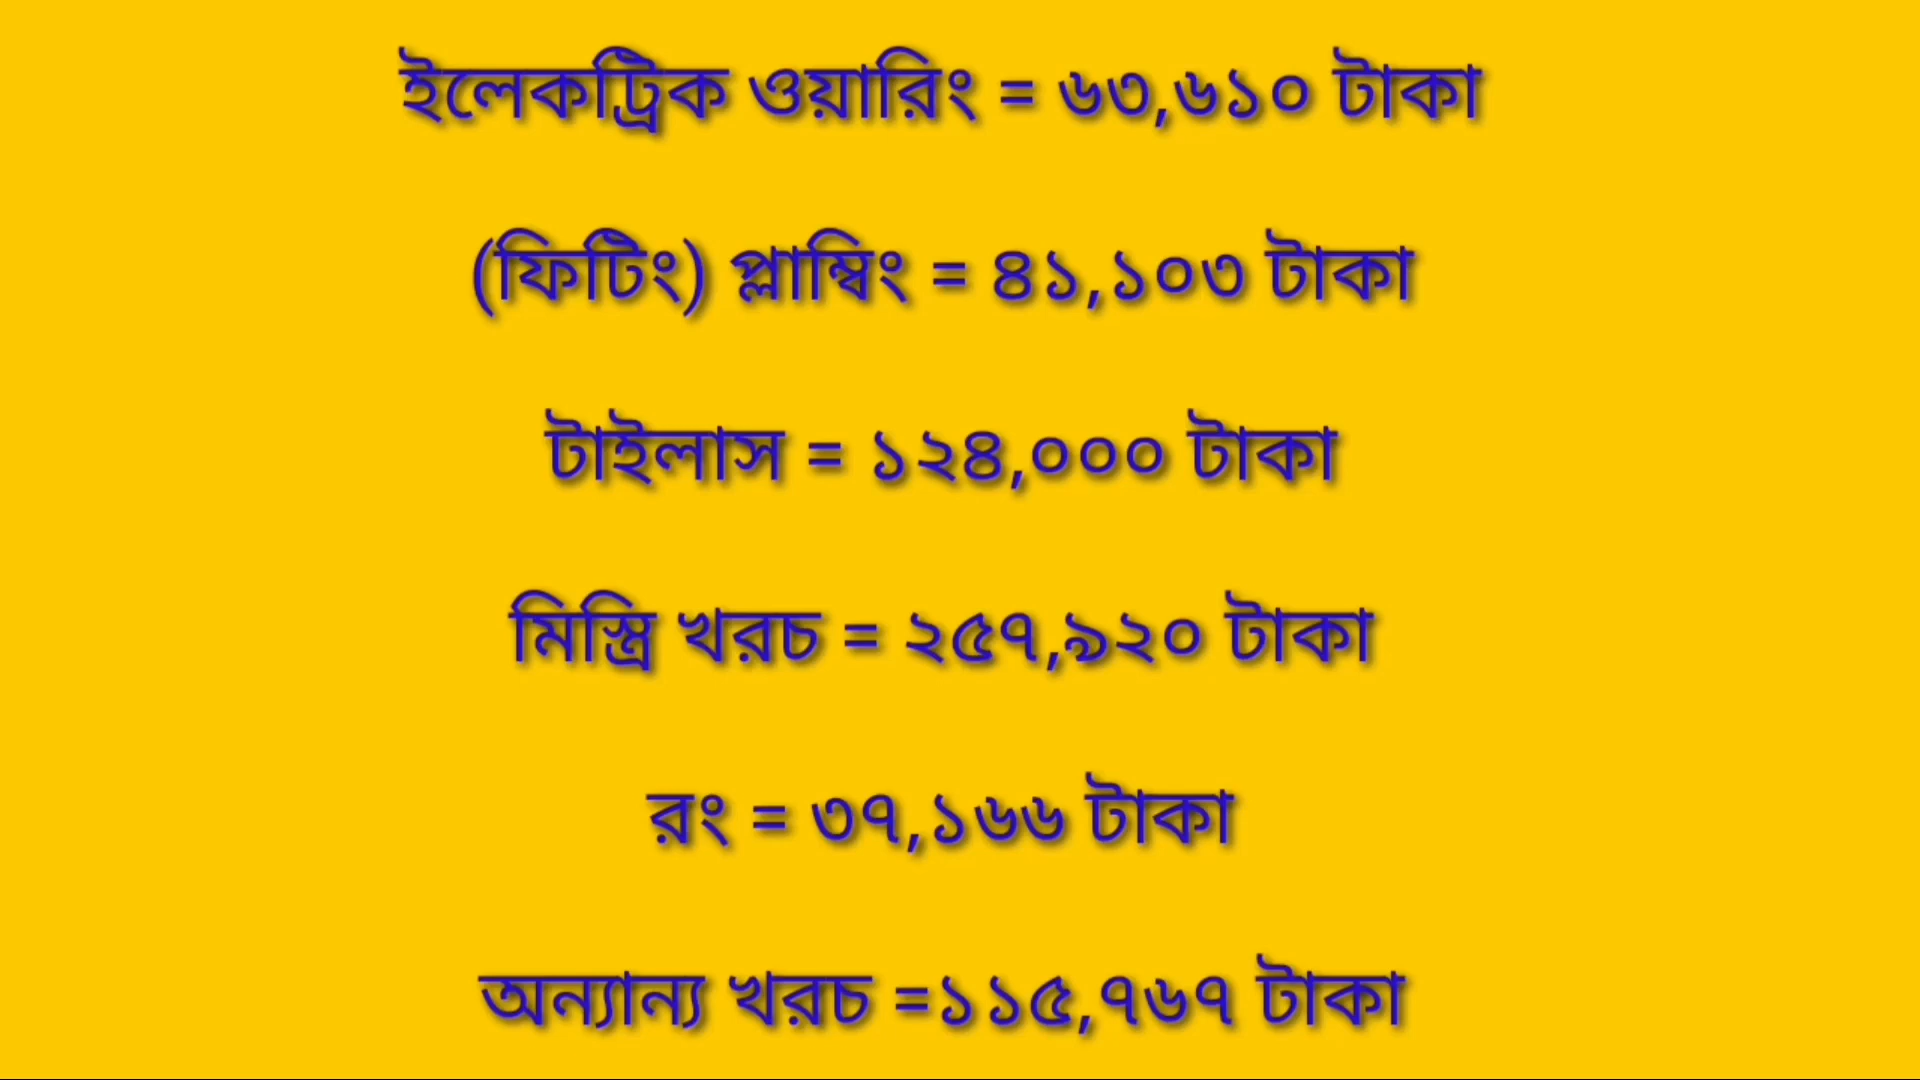 ইলেকট্রিক ওয়ারিং = ৬৩,৬১০ টাকা
(ফিটিং) প্লাম্বিং = ৪১,১০৩ টাকা
টাইলাস = ১২৪,০০০ টাকা
মিস্ত্রি খরচ = ২৫৭,৯২০ টাকা
রং = ৩৭,১৬৬ টাকা
অন্যান্য খরচ =১১৫,৭৬৭ টাকা